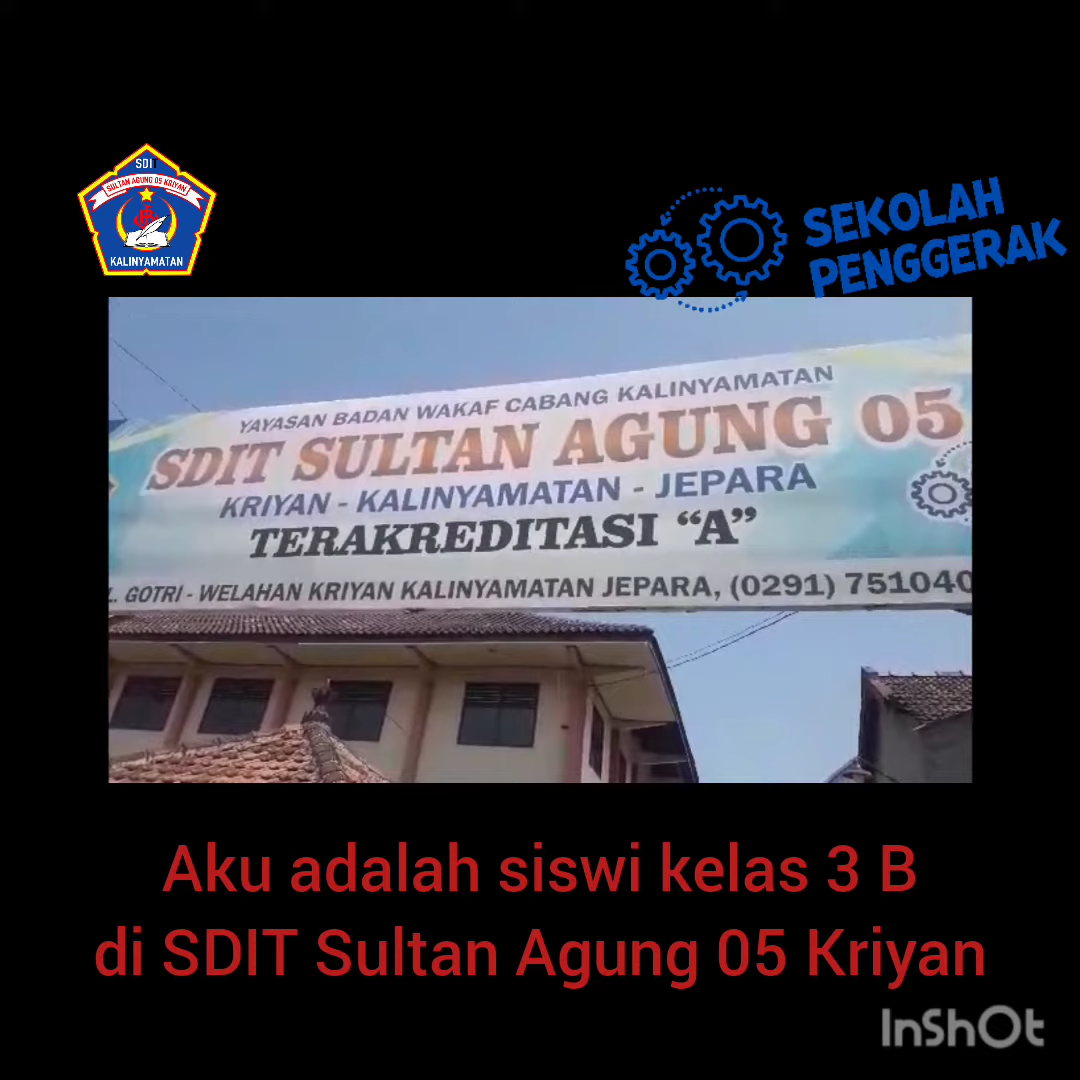 SDIT
SULTAN AGUNG 05 KRIYAN
KALINYAMATAN
SEKOLAH
PENGGERAK
YAYASAN BADAN WAKAF CABANG KALINYAMATAN
SDIT SULTAN AGUNG 05
KRIYAN - KALINYAMATAN - JEPARA
TERAKREDITASI “A”
L. GOTRI - WELAHAN KRIYAN KALINYAMATAN JEPARA, (0291) 751040
Aku adalah siswi kelas 3 B
di SDIT Sultan Agung 05 Kriyan
InShOt